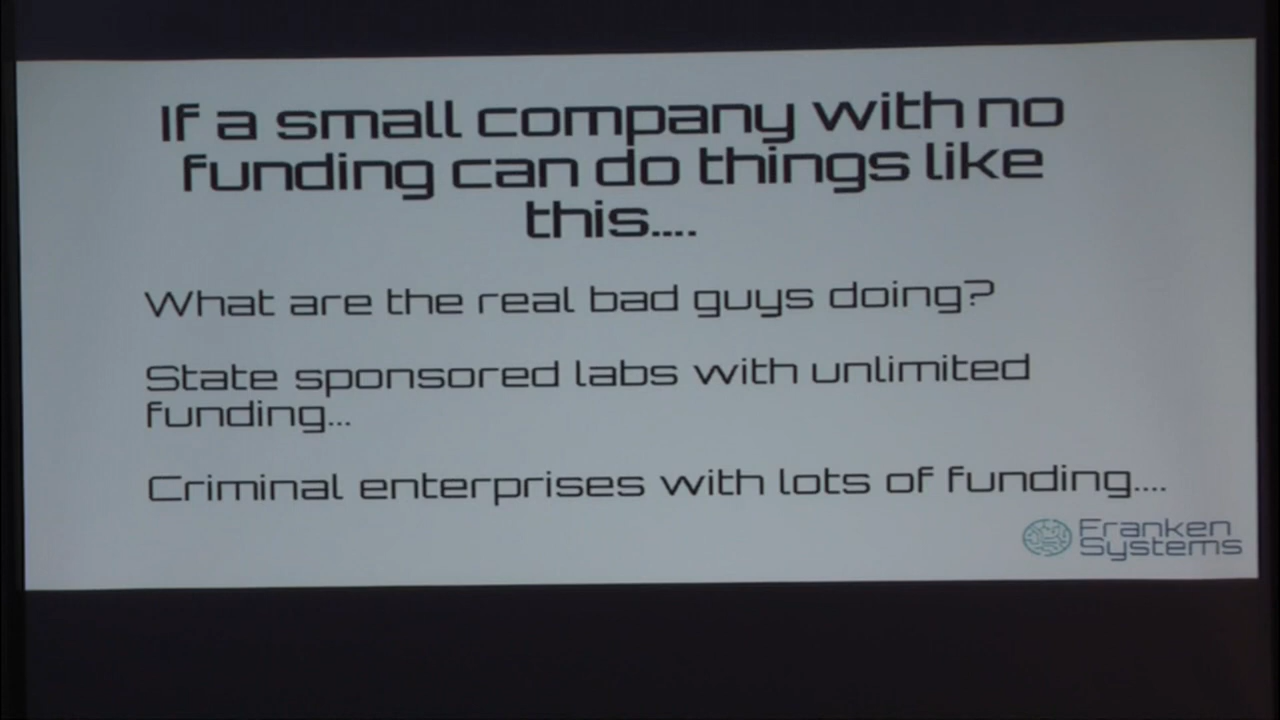 If a small company with no
funding can do things like
this....
What are the real bad guys doing?
State sponsored labs with unlimited
funding...
Criminal enterprises with lots of funding....
Franken
Systems